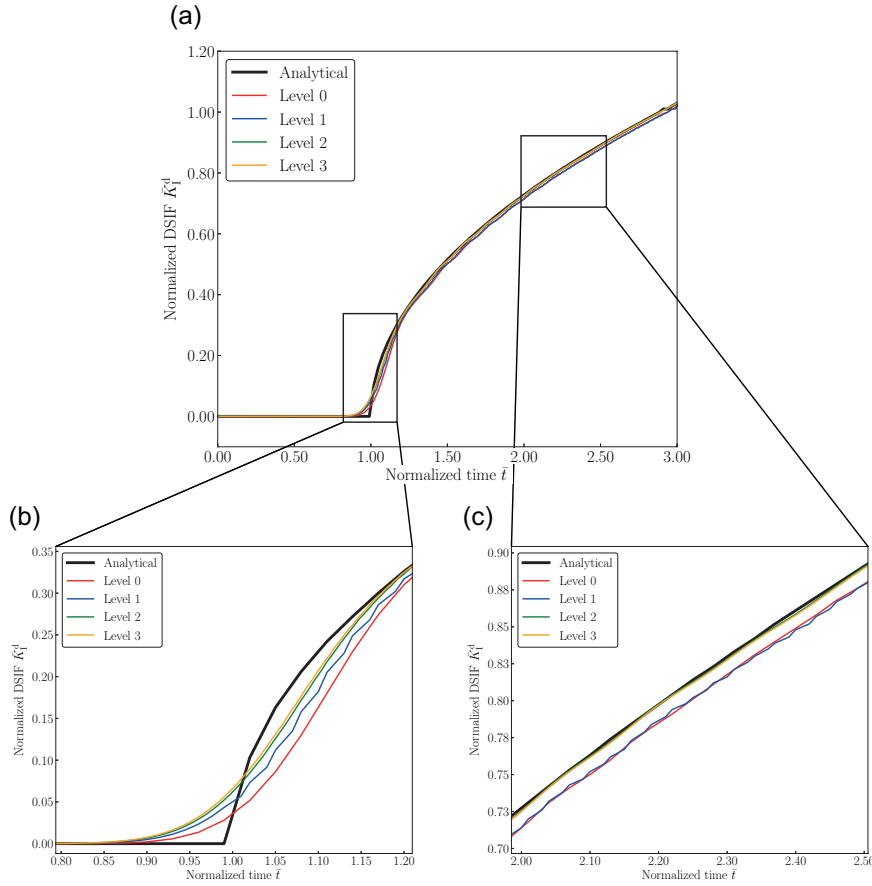 (a)
1.20
1.00
0.80
0.60
0.40
0.20
0.00
Normalized DSIF K̄ᵈ_I
Analytical
Level 0
Level 1
Level 2
Level 3
0.00 0.50 1.00 1.50 2.00 2.50 3.00
Normalized time t̄
(b)
0.35
0.30
0.25
0.20
0.15
0.10
0.05
0.00
Normalized DSIF K̄ᵈ_I
Analytical
Level 0
Level 1
Level 2
Level 3
0.80 0.85 0.90 0.95 1.00 1.05 1.10 1.15 1.20
Normalized time t̄
(c)
0.90
0.88
0.85
0.83
0.80
0.78
0.75
0.73
0.70
Normalized DSIF K̄ᵈ_I
Analytical
Level 0
Level 1
Level 2
Level 3
2.00 2.10 2.20 2.30 2.40 2.50
Normalized time t̄